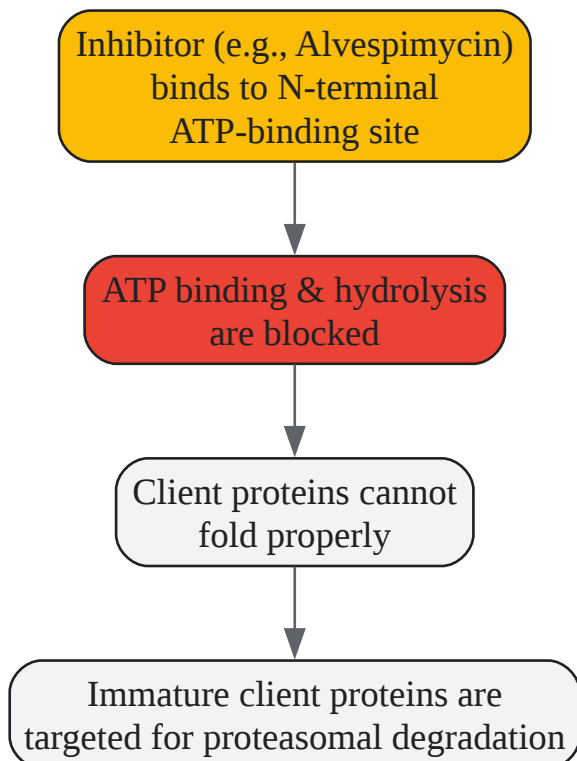 Inhibitor (e.g., Alvespimycin)
binds to N-terminal
ATP-binding site
ATP binding & hydrolysis
are blocked
Client proteins cannot
fold properly
Immature client proteins are
targeted for proteasomal degradation